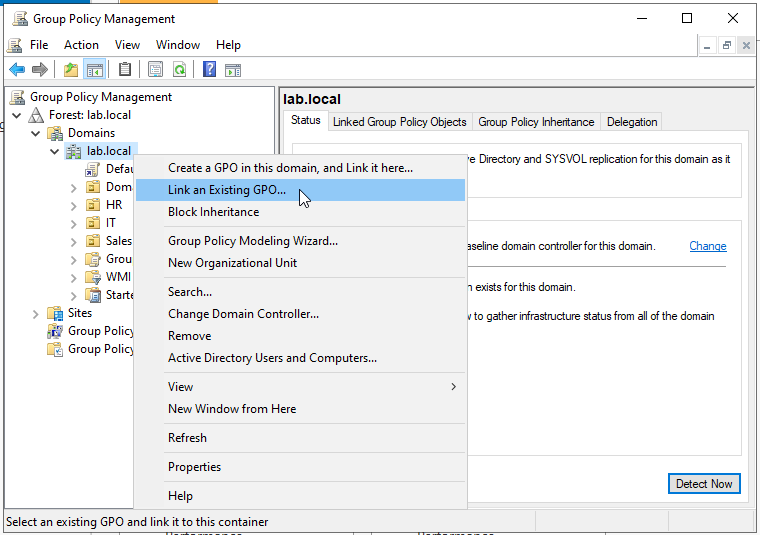 Group Policy Management
File Action View Window Help
Group Policy Management
Forest: lab.local
Domains
lab.local
Defau
Doma
HR
IT
Sales
Grou
WMI
Starte
Sites
Group Policy
Group Policy
lab.local
Status Linked Group Policy Objects Group Policy Inheritance Delegation
Directory and SYSVOL replication for this domain as it
aseline domain controller for this domain. Change
exists for this domain.
to gather infrastructure status from all of the domain
Detect Now
Create a GPO in this domain, and Link it here...
Link an Existing GPO...
Block Inheritance
Group Policy Modeling Wizard...
New Organizational Unit
Search...
Change Domain Controller...
Remove
Active Directory Users and Computers...
View
New Window from Here
Refresh
Properties
Help
Select an existing GPO and link it to this container